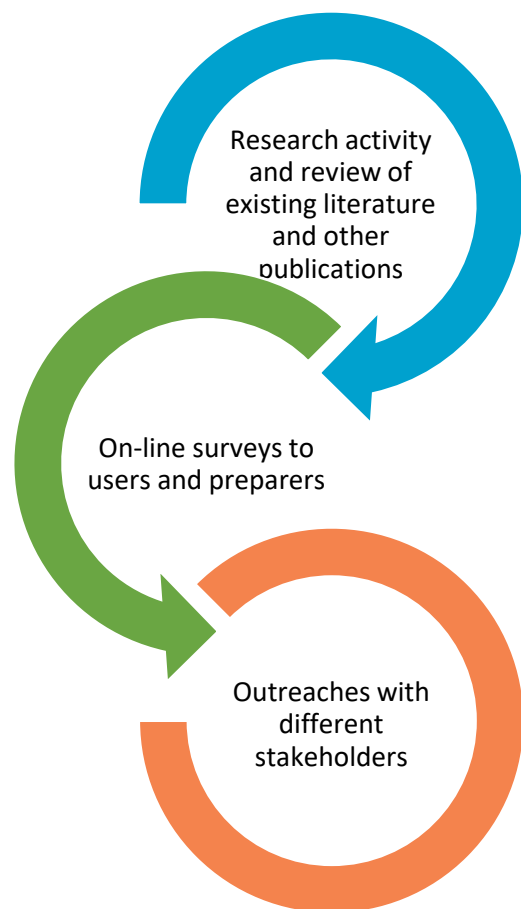 Research activity
and review of
existing literature
and other
publications
On-line surveys to
users and preparers
Outreaches with
different
stakeholders